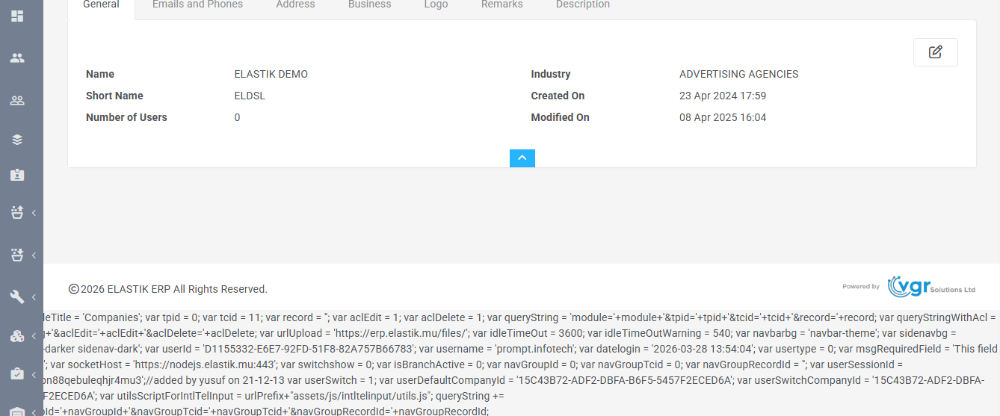 General Emails and Phones Address Business Logo Remarks Description
Name ELASTIK DEMO Industry ADVERTISING AGENCIES
Short Name ELDSL Created On 23 Apr 2024 17:59
Number of Users 0 Modified On 08 Apr 2025 16:04
©2026 ELASTIK ERP All Rights Reserved. Powered by vgr Solutions Ltd
leTitle = 'Companies'; var tpid = 0; var tcid = 11; var record = ''; var aclEdit = 1; var aclDelete = 1; var queryString = 'module='+module+'&tpid='+tpid+'&tcid='+tcid+'&record='+record; var queryStringWithAcl =
+'&aclEdit='+aclEdit+'&aclDelete='+aclDelete; var urlUpload = 'https://erp.elastik.mu/files/'; var idleTimeOut = 3600; var idleTimeOutWarning = 540; var navbarbg = 'navbar-theme'; var sidenavbg =
-darker sidenav-dark'; var userId = 'D1155332-E6E7-92FD-51F8-82A757B66783'; var username = 'prompt.infotech'; var datelogin = '2026-03-28 13:54:04'; var usertype = 0; var msgRequiredField = 'This field
'; var socketHost = 'https://nodejs.elastik.mu:443'; var switchshow = 0; var isBranchActive = 0; var navGroupId = 0; var navGroupTcid = 0; var navGroupRecordId = ''; var userSessionId =
on88qebuleqhjr4mu3';//added by yusuf on 21-12-13 var userSwitch = 1; var userDefaultCompanyId = '15C43B72-ADF2-DBFA-B6F5-5457F2ECED6A'; var userSwitchCompanyId = '15C43B72-ADF2-DBFA-
F2ECED6A'; var utilsScriptForIntlTelInput = urlPrefix+"assets/js/intltelinput/utils.js"; queryString +=
Id='+navGroupId+'&navGroupTcid='+navGroupTcid+'&navGroupRecordId='+navGroupRecordId;